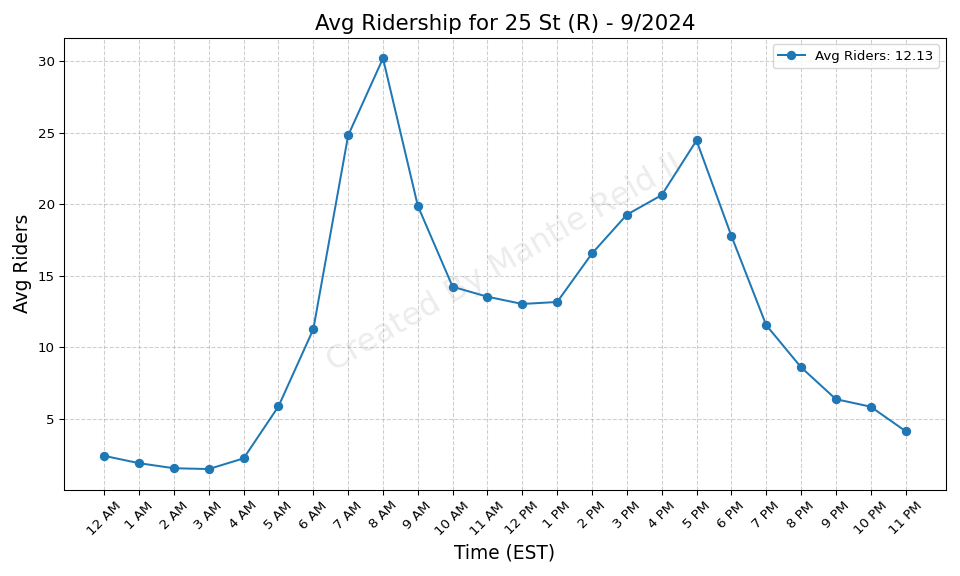 Avg Ridership for 25 St (R) - 9/2024
Avg Riders: 12.13
Avg Riders
30
25
20
15
10
5
Created By Mantie Reid II
12 AM
1 AM
2 AM
3 AM
4 AM
5 AM
6 AM
7 AM
8 AM
9 AM
10 AM
11 AM
12 PM
1 PM
2 PM
3 PM
4 PM
5 PM
6 PM
7 PM
8 PM
9 PM
10 PM
11 PM
Time (EST)